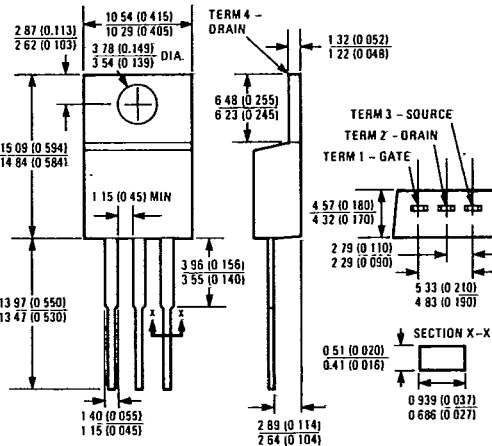 2.87 (0.113)
2.62 (0.103)
10 54 (0.415)
10 29 (0.405)
3 78 (0.149)
3 54 (0 139)
DIA.
TERM 4 -
DRAIN
1.32 (0 052)
1 22 (0 048)
6 48 (0 255)
6 23 (0 245)
15 09 (0 594)
14 84 (0 584)
1 15 (0 45) MIN
TERM 3 - SOURCE
TERM 2 - DRAIN
TERM 1 - GATE
4 57 (0 180)
4 32 (0 170)
2 79 (0 110)
2 29 (0 090)
5 33 (0 210)
4 83 (0 190)
3 96 (0 156)
3 55 (0 140)
13 97 (0 550)
13 47 (0 530)
x x
SECTION X-X
0 51 (0 020)
0.41 (0 016)
0 939 (0 037)
0 686 (0 027)
1 40 (0 055)
1 15 (0 045)
2 89 (0 114)
2 64 (0 104)